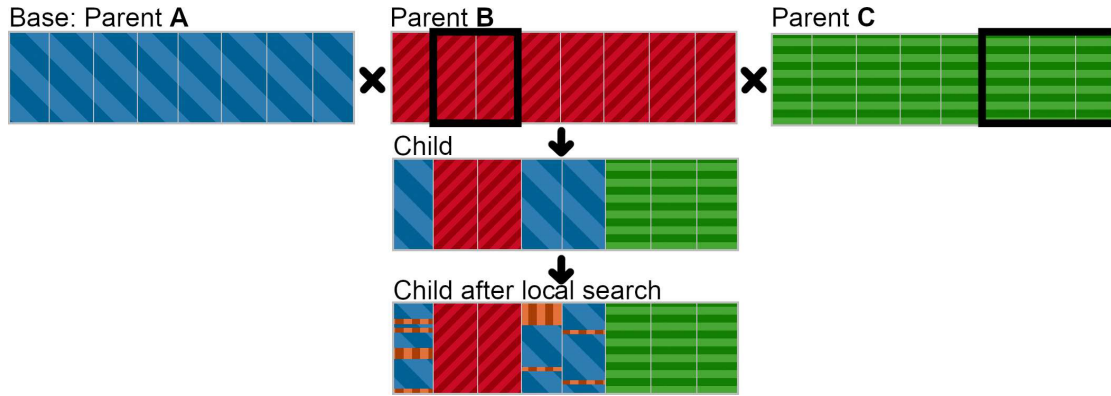 Base: Parent A
Parent B
Parent C
Child
Child after local search